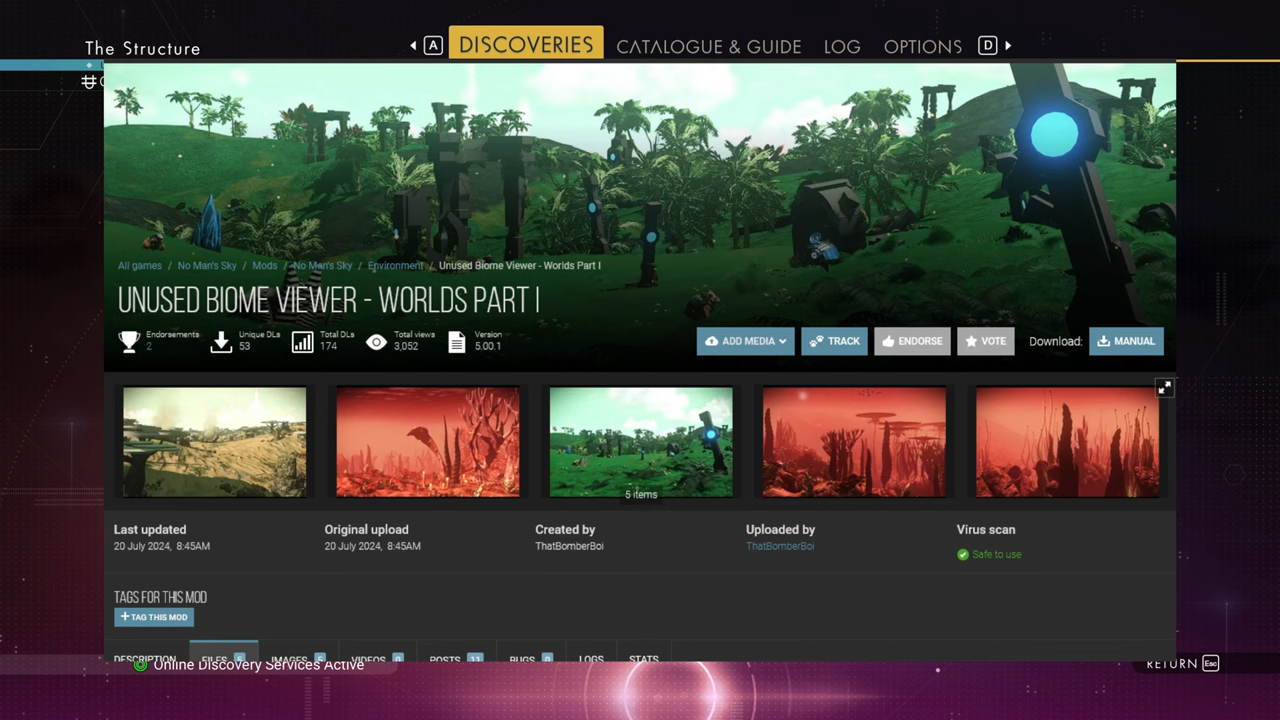 The Structure
A DISCOVERIES CATALOGUE & GUIDE LOG OPTIONS D
All games / No Man's Sky / Mods / No Man's Sky / Environment / Unused Biome Viewer - Worlds Part I
UNUSED BIOME VIEWER - WORLDS PART I
Endorsements
2
Unique DLs
53
Total DLs
174
Total views
3,052
Version
5.00.1
ADD MEDIA TRACK ENDORSE VOTE Download: MANUAL
5 items
Last updated
20 July 2024, 8:45AM
Original upload
20 July 2024, 8:45AM
Created by
ThatBomberBoi
Uploaded by
ThatBomberBoi
Virus scan
Safe to use
TAGS FOR THIS MOD
+ TAG THIS MOD
DESCRIPTION FILES 5 IMAGES 5 VIDEOS 0 POSTS 11 BUGS 0 LOGS STATS
Online Discovery Services Active
RETURN Esc